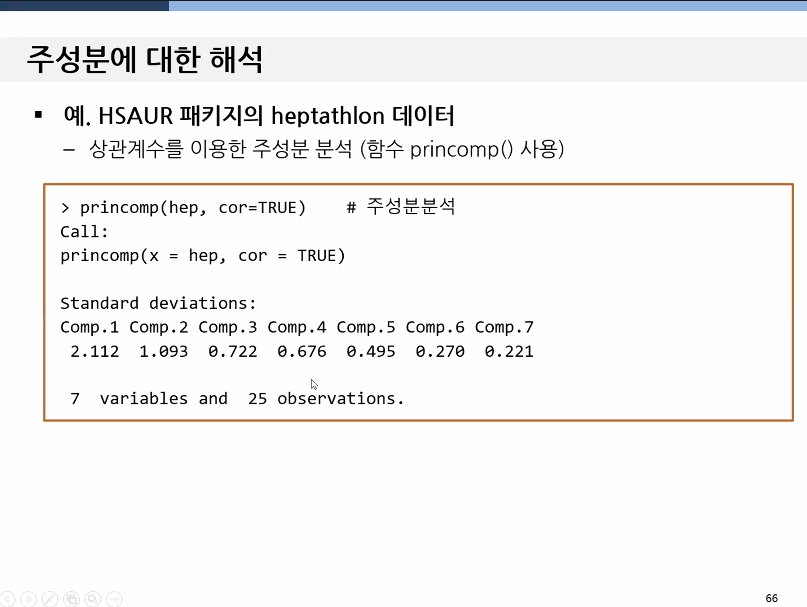 주성분에 대한 해석
▪ 예. HSAUR 패키지의 heptathlon 데이터
– 상관계수를 이용한 주성분 분석 (함수 princomp() 사용)
> princomp(hep, cor=TRUE)    # 주성분분석
Call:
princomp(x = hep, cor = TRUE)
Standard deviations:
Comp.1 Comp.2 Comp.3 Comp.4 Comp.5 Comp.6 Comp.7
2.112  1.093  0.722  0.676  0.495  0.270  0.221
7  variables and  25 observations.
66